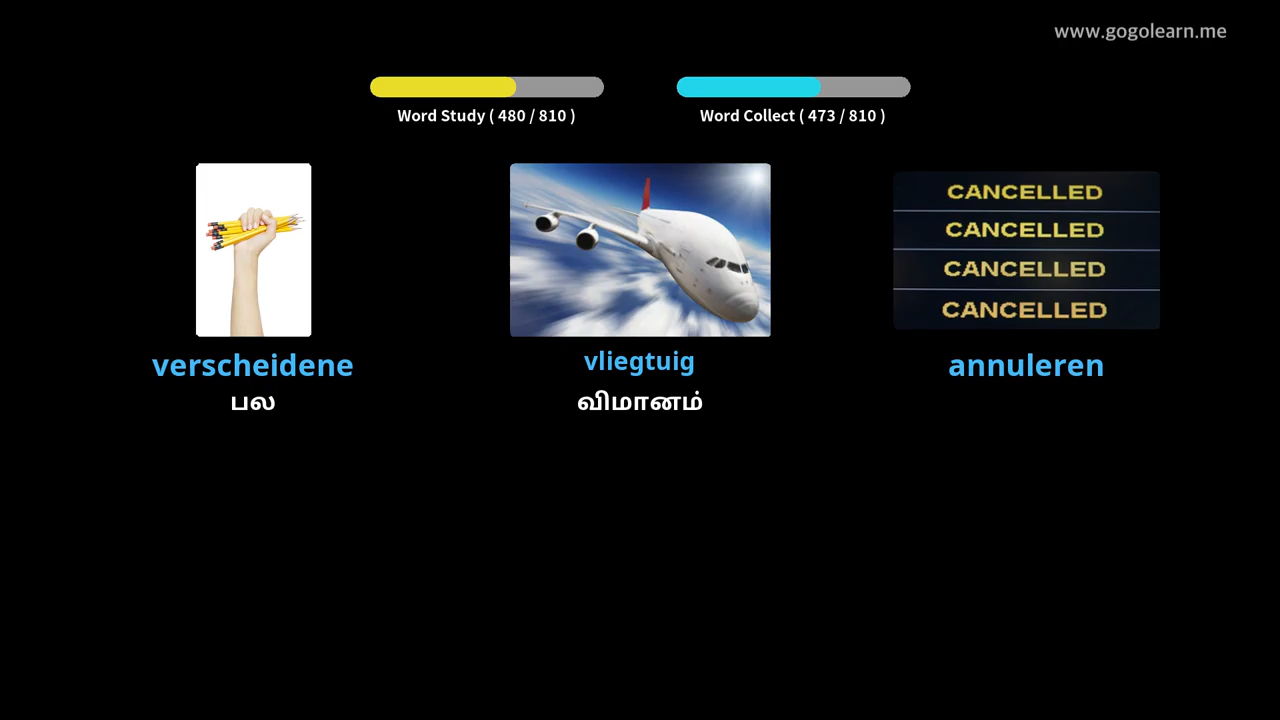 www.gogolearn.me
Word Study ( 480 / 810 )
Word Collect ( 473 / 810 )
CANCELLED
CANCELLED
CANCELLED
CANCELLED
verscheidene
பல
vliegtuig
விமானம்
annuleren